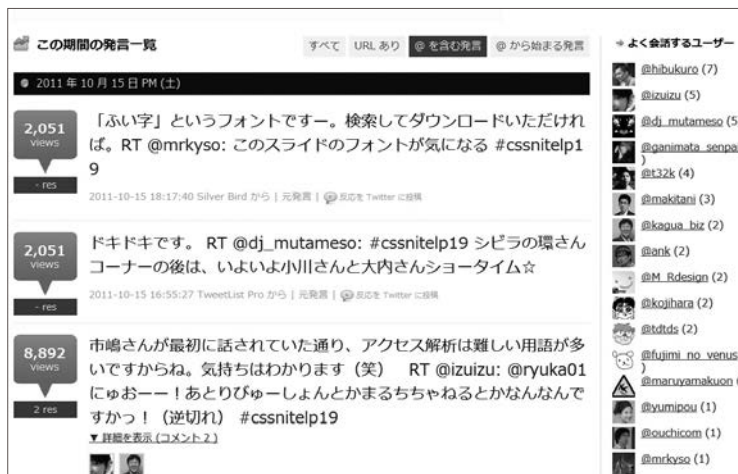 この期間の発言一覧
すべて URL あり @ を含む発言 @ から始まる発言
2011 年 10 月 15 日 PM (土)
2,051
views
- res
「ふい字」というフォントですー。検索してダウンロードいただけれ
ば。RT @mrkyso: このスライドのフォントが気になる #cssnitelp1
9
2011-10-15 18:17:40 Silver Bird から | 元発言 | 反応を Twitter に投稿
2,051
views
- res
ドキドキです。 RT @dj_mutameso: #cssnitelp19 シビラの環さん
コーナーの後は、いよいよ小川さんと大内さんショータイム☆
2011-10-15 16:55:27 TweetList Pro から | 元発言 | 反応を Twitter に投稿
8,892
views
2 res
市嶋さんが最初に話されていた通り、アクセス解析は難しい用語が多
いですからね。気持ちはわかります（笑） RT @izuizu: @ryuka01
にゅおーー！あとりびゅーしょんとかまるちちゃねるとかなんなんで
すかっ！（逆切れ） #cssnitelp19
▼ 詳細を表示 (コメント 2 )
よく会話するユーザー
@hibukuro (7)
@izuizu (5)
@dj_mutameso (5
@ganimata_senpai
)
@t32k (4)
@makitani (3)
@kagua_biz (2)
@ank (2)
@M_Rdesign (2)
@kojihara (2)
@tdtds (2)
@fujimi_no_venus
)
@maruyamakuon (
@yumipou (1)
@ouchicom (1)
@mrkyso (1)